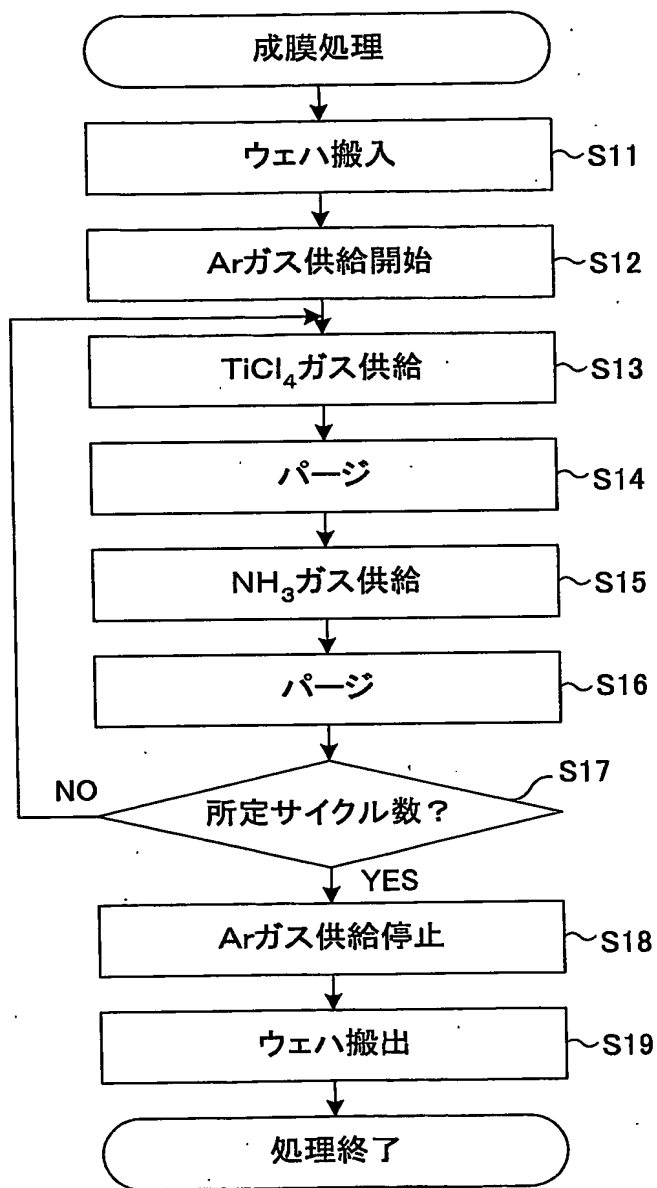 成膜処理
ウェハ搬入 S11
Arガス供給開始 S12
TiCl₄ガス供給 S13
パージ S14
NH₃ガス供給 S15
パージ S16
S17
NO 所定サイクル数？
YES
Arガス供給停止 S18
ウェハ搬出 S19
処理終了